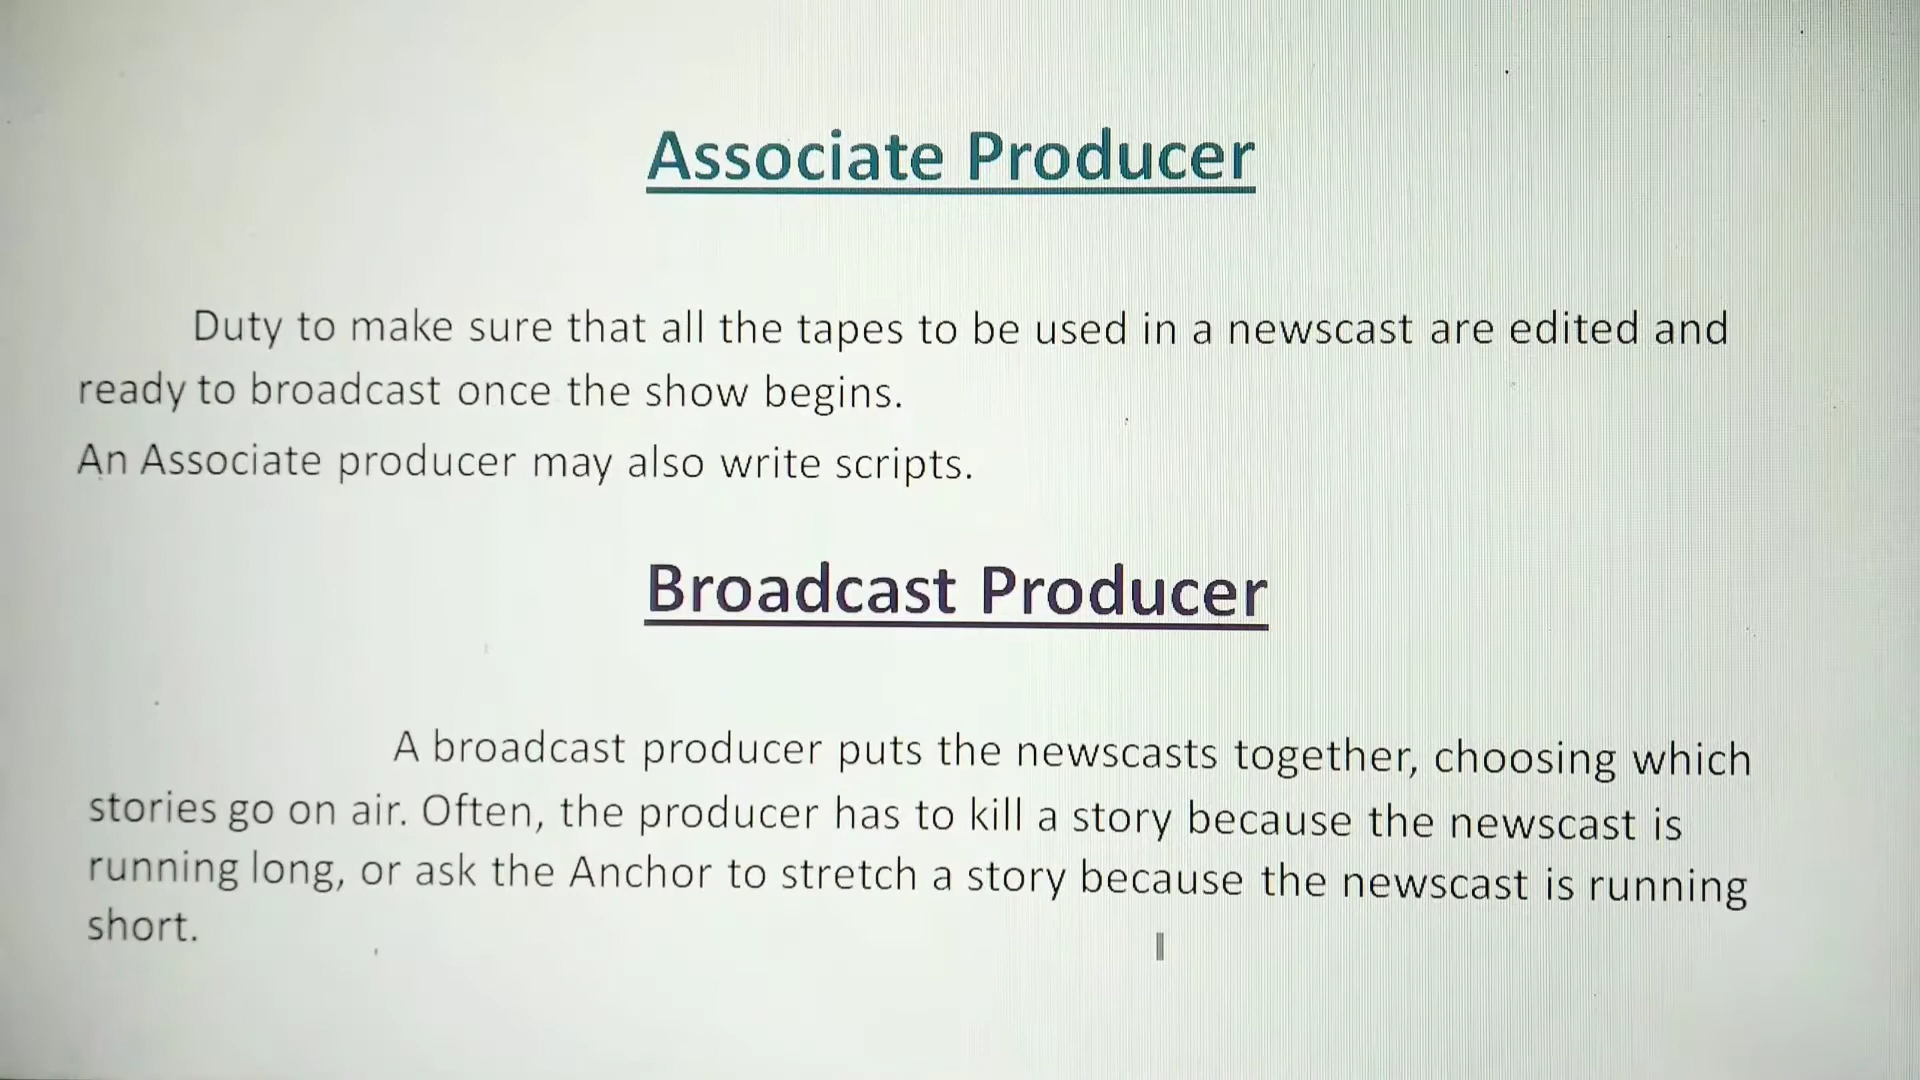 Associate Producer
Duty to make sure that all the tapes to be used in a newscast are edited and
ready to broadcast once the show begins.
An Associate producer may also write scripts.
Broadcast Producer
A broadcast producer puts the newscasts together, choosing which
stories go on air. Often, the producer has to kill a story because the newscast is
running long, or ask the Anchor to stretch a story because the newscast is running
short.